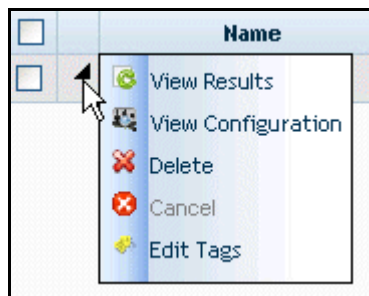 Name
View Results
View Configuration
Delete
Cancel
Edit Tags